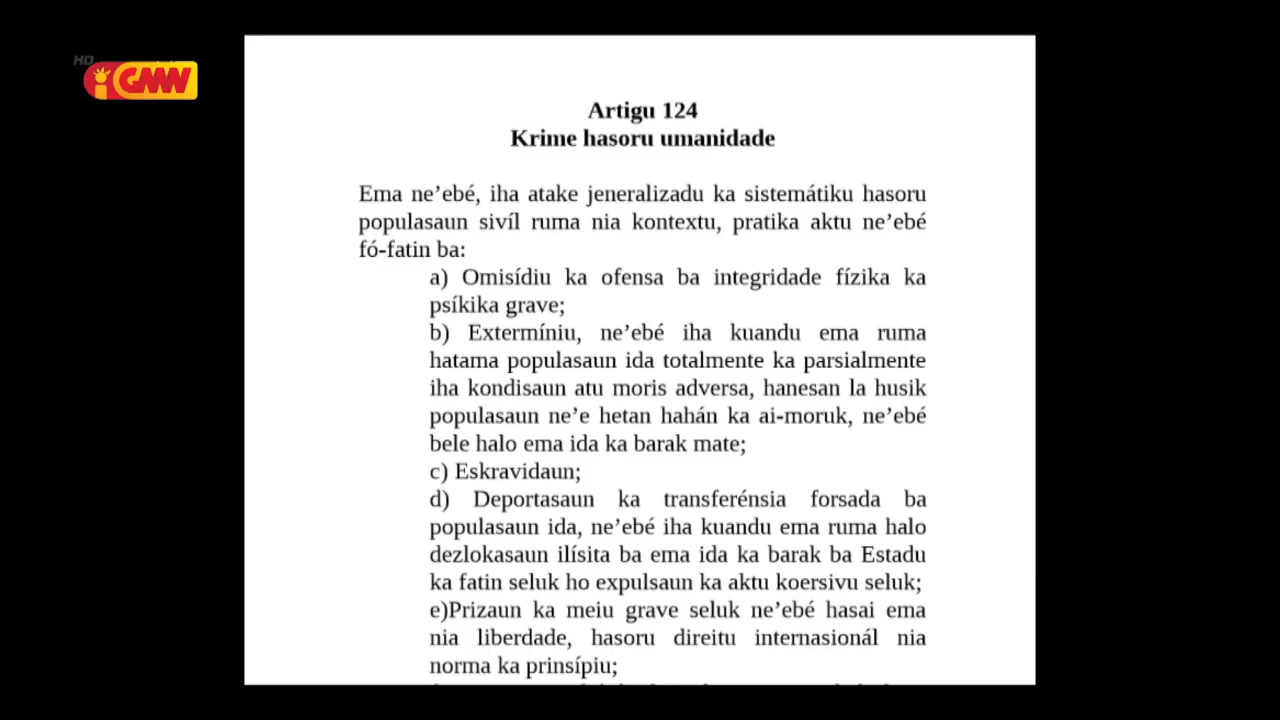 HD
GMN
Artigu 124
Krime hasoru umanidade
Ema ne’ebé, iha atake jeneralizadu ka sistemátiku hasoru
populasaun sivíl ruma nia kontextu, pratika aktu ne’ebé
fó-fatin ba:
a) Omisídiu ka ofensa ba integridade fízika ka
psíkika grave;
b) Extermíniu, ne’ebé iha kuandu ema ruma
hatama populasaun ida totalmente ka parsialmente
iha kondisaun atu moris adversa, hanesan la husik
populasaun ne’e hetan hahán ka ai-moruk, ne’ebé
bele halo ema ida ka barak mate;
c) Eskravidaun;
d) Deportasaun ka transferénsia forsada ba
populasaun ida, ne’ebé iha kuandu ema ruma halo
dezlokasaun ilísita ba ema ida ka barak ba Estadu
ka fatin seluk ho expulsaun ka aktu koersivu seluk;
e)Prizaun ka meiu grave seluk ne’ebé hasai ema
nia liberdade, hasoru direitu internasionál nia
norma ka prinsípiu;